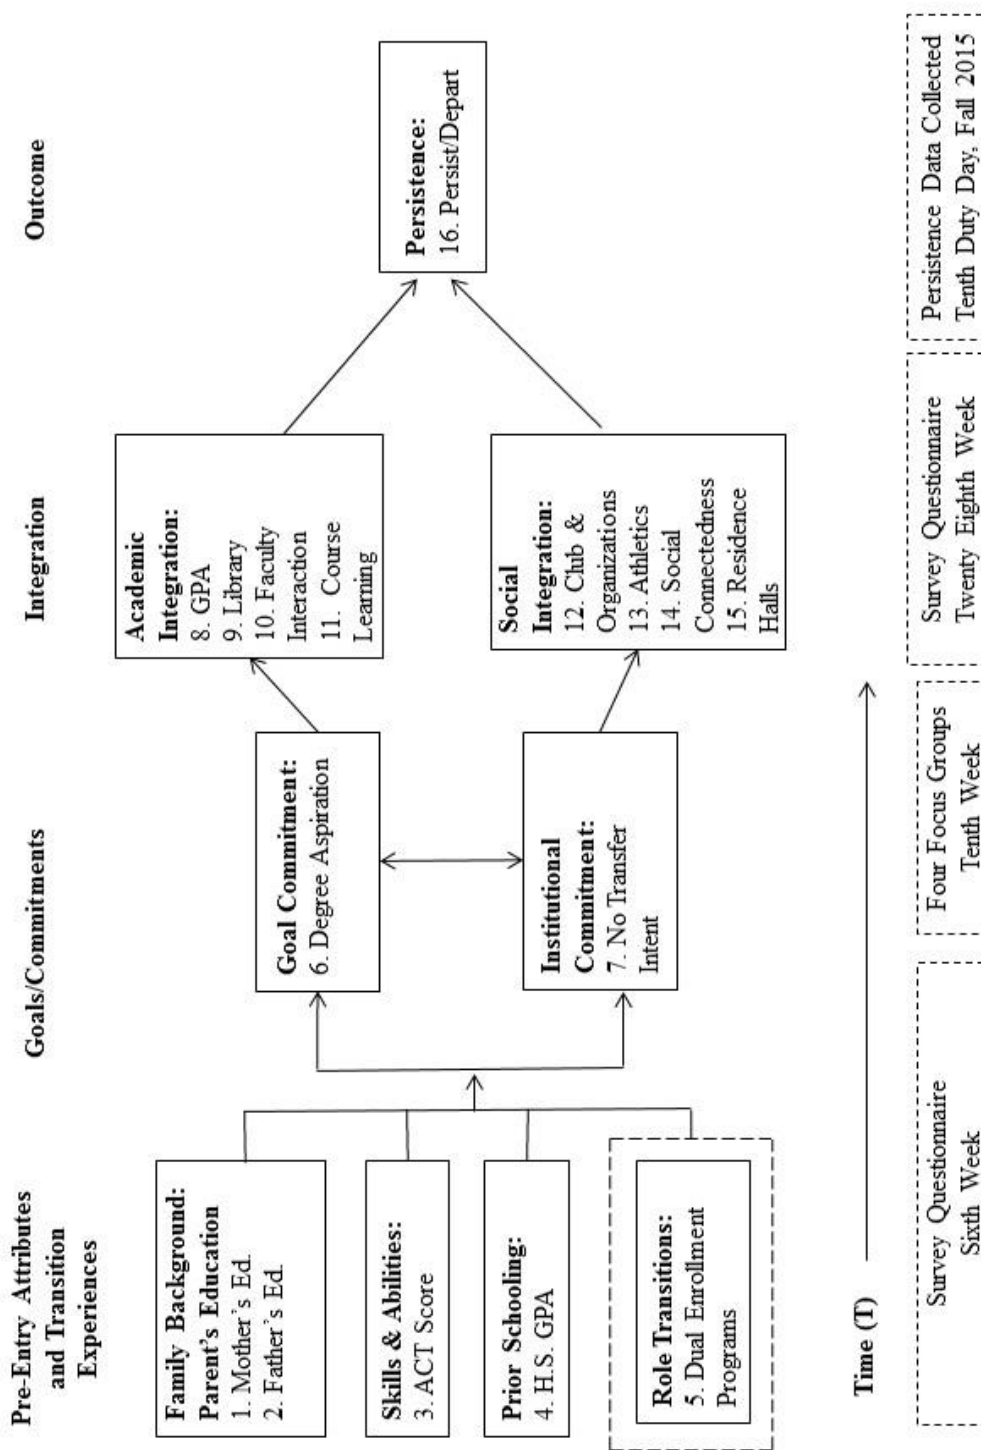 Pre-Entry Attributes
and Transition
Experiences
Goals/Commitments
Integration
Outcome
Family Background:
Parent's Education
1. Mother's Ed.
2. Father's Ed.
Skills & Abilities:
3. ACT Score
Prior Schooling:
4. H.S. GPA
Role Transitions:
5. Dual Enrollment
Programs
Goal Commitment:
6. Degree Aspiration
Institutional
Commitment:
7. No Transfer
Intent
Academic
Integration:
8. GPA
9. Library
10. Faculty
Interaction
11. Course
Learning
Social
Integration:
12. Club &
Organizations
13. Athletics
14. Social
Connectedness
15. Residence
Halls
Persistence:
16. Persist/Depart
Time (T)
Survey Questionnaire
Sixth Week
Four Focus Groups
Tenth Week
Survey Questionnaire
Twenty Eighth Week
Persistence Data Collected
Tenth Duty Day, Fall 2015